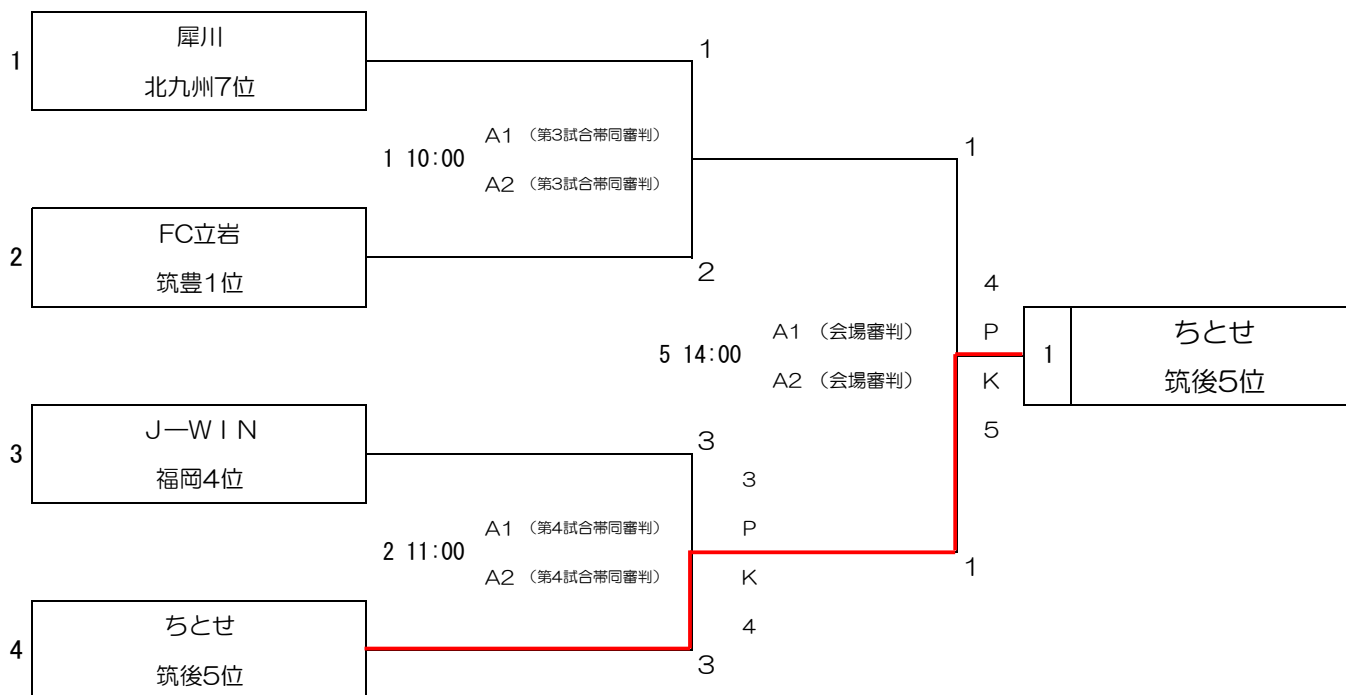 1
犀川
北九州7位
1
1 10:00
A1 （第3試合帯同審判）
A2 （第3試合帯同審判）
2
FC立岩
筑豊1位
2
1
5 14:00
A1 （会場審判）
A2 （会場審判）
4
P
K
5
1
ちとせ
筑後5位
3
J―WIN
福岡4位
3
2 11:00
A1 （第4試合帯同審判）
A2 （第4試合帯同審判）
3
P
K
4
1
4
ちとせ
筑後5位
3